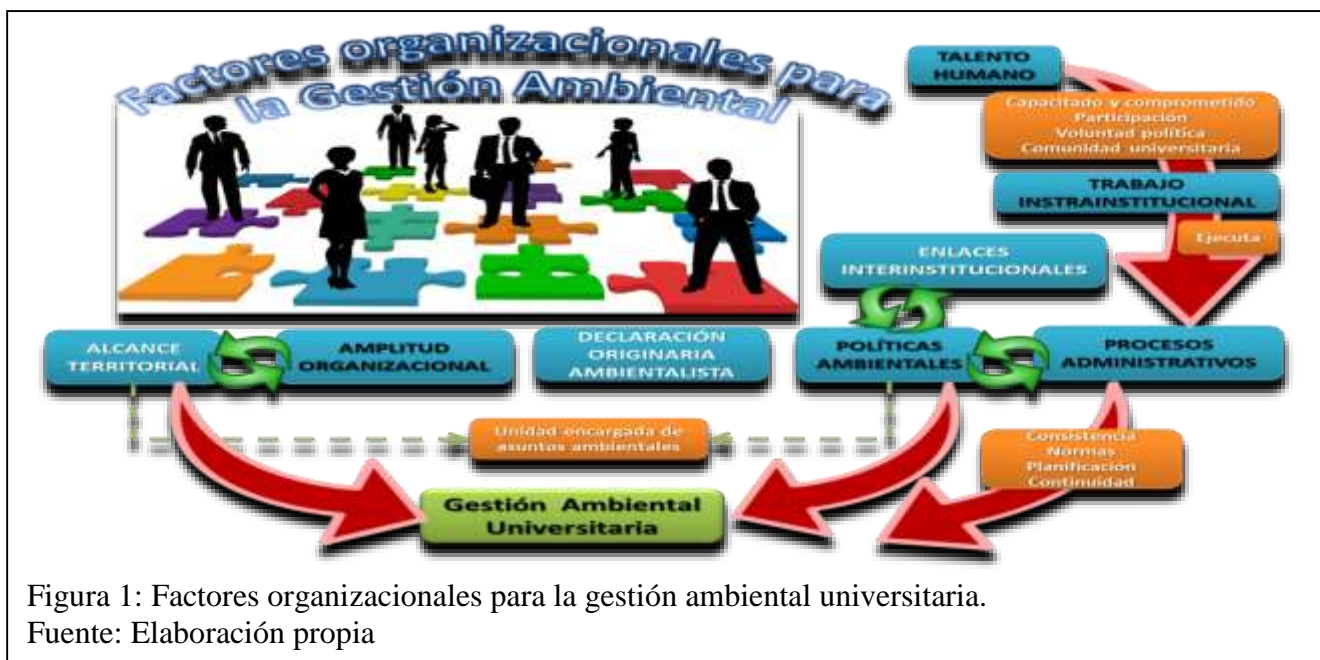 Factores organizacionales para
la Gestión Ambiental
TALENTO
HUMANO
Capacitado y comprometido
Participación
Voluntad política
Comunidad universitaria
TRABAJO
INSTRAINSTITUCIONAL
Ejecuta
ENLACES
INTERINSTITUCIONALES
ALCANCE
TERRITORIAL
AMPLITUD
ORGANIZACIONAL
DECLARACIÓN
ORIGINARIA
AMBIENTALISTA
POLÍTICAS
AMBIENTALES
PROCESOS
ADMINISTRATIVOS
Unidad encargada de
asuntos ambientales
Consistencia
Normas
Planificación
Continuidad
Gestión Ambiental
Universitaria
Figura 1: Factores organizacionales para la gestión ambiental universitaria.
Fuente: Elaboración propia